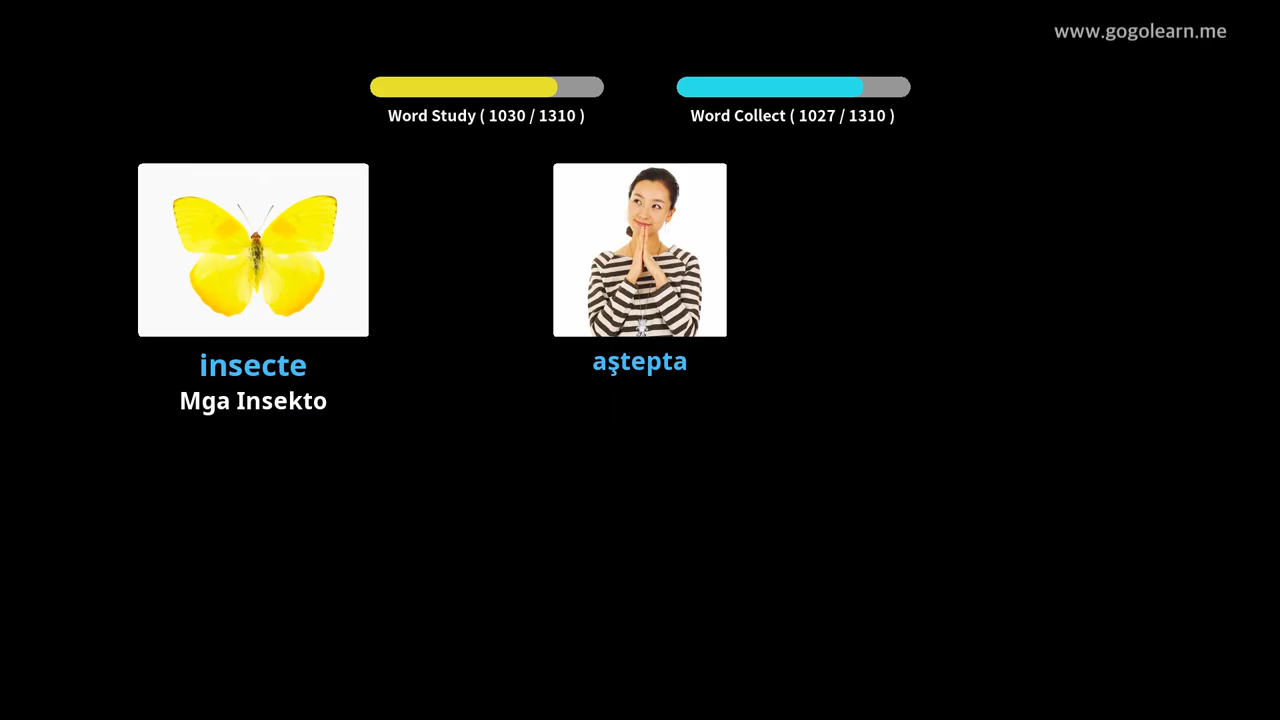 www.gogolearn.me
Word Study ( 1030 / 1310 )
Word Collect ( 1027 / 1310 )
insecte
Mga Insekto
aştepta